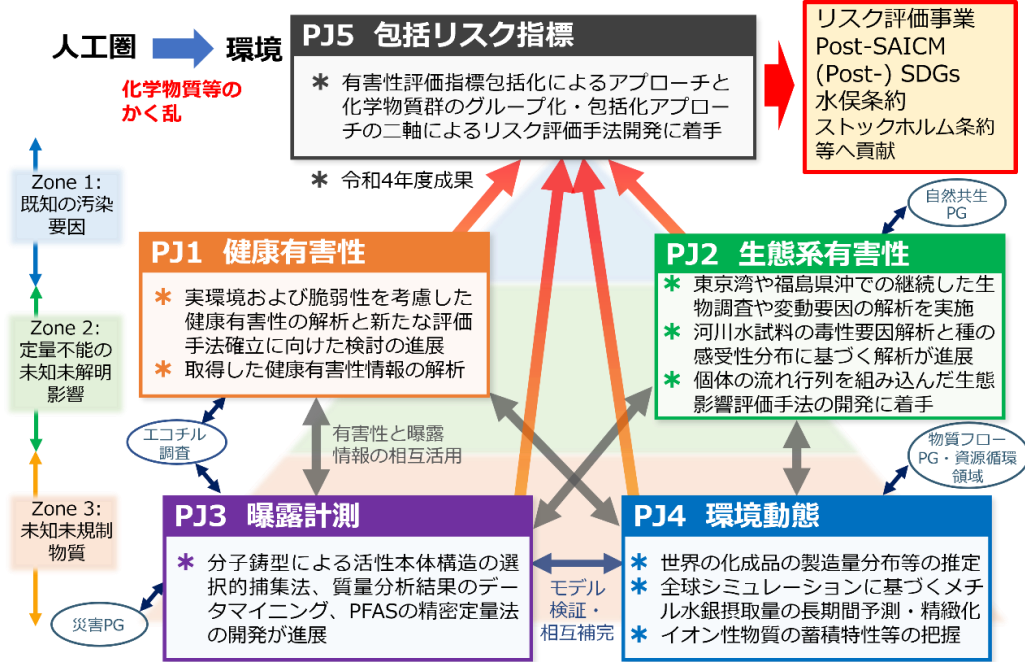 人工圏
環境
化学物質等の
かく乱
PJ5 包括リスク指標
* 有害性評価指標包括化によるアプローチと
化学物質群のグループ化・包括化アプロー
チの二軸によるリスク評価手法開発に着手
* 令和4年度成果
リスク評価事業
Post-SAICM
(Post-) SDGs
水俣条約
ストックホルム条約
等へ貢献
Zone 1:
既知の汚染
要因
Zone 2:
定量不能の
未知未解明
影響
Zone 3:
未知未規制
物質
自然共生
PG
PJ1 健康有害性
* 実環境および脆弱性を考慮した
健康有害性の解析と新たな評価
手法確立に向けた検討の進展
* 取得した健康有害性情報の解析
PJ2 生態系有害性
* 東京湾や福島県沖での継続した生
物調査や変動要因の解析を実施
* 河川水試料の毒性要因解析と種の
感受性分布に基づく解析が進展
* 個体の流れ行列を組み込んだ生態
影響評価手法の開発に着手
エコチル
調査
有害性と曝露
情報の相互活用
物質フロー
PG・資源循環
領域
PJ3 曝露計測
* 分子鋳型による活性本体構造の選
択的捕集法、質量分析結果のデー
タマイニング、PFASの精密定量法
の開発が進展
モデル
検証・
相互補完
PJ4 環境動態
* 世界の化成品の製造量分布等の推定
* 全球シミュレーションに基づくメチ
ル水銀摂取量の長期間予測・精緻化
* イオン性物質の蓄積特性等の把握
災害PG